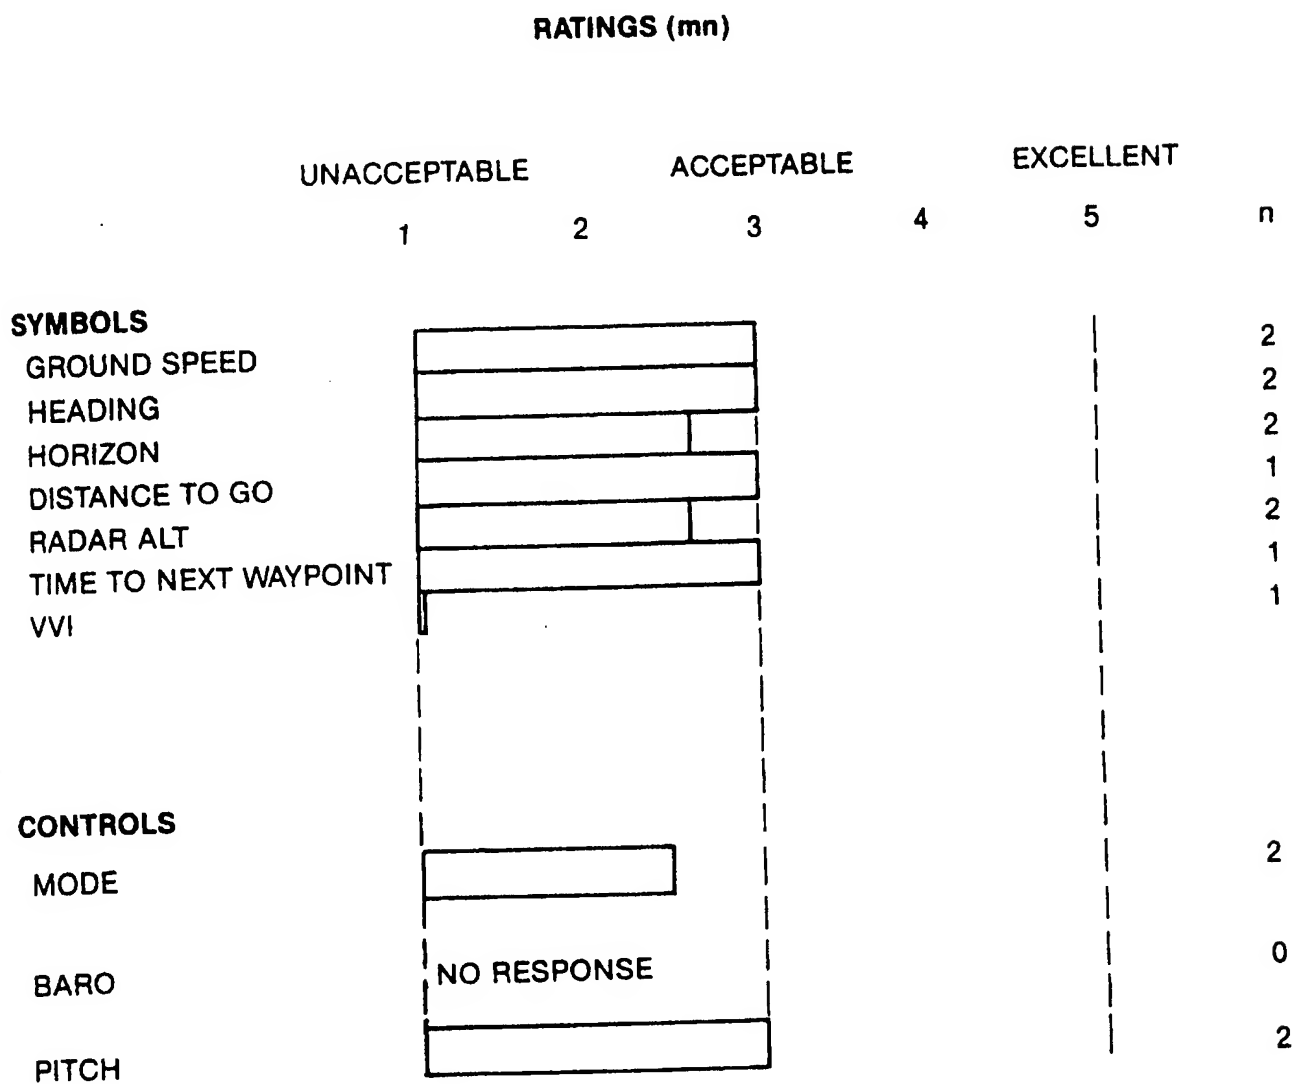 RATINGS (mn)
UNACCEPTABLE ACCEPTABLE EXCELLENT
1 2 3 4 5 n
SYMBOLS
GROUND SPEED 2
HEADING 2
HORIZON 2
DISTANCE TO GO 1
RADAR ALT 2
TIME TO NEXT WAYPOINT 1
VVI 1
CONTROLS
MODE 2
BARO NO RESPONSE 0
PITCH 2